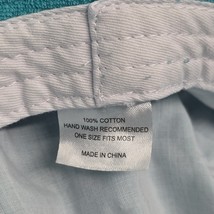 100% COTTON
HAND WASH RECOMMENDED
ONE SIZE FITS MOST
MADE IN CHINA